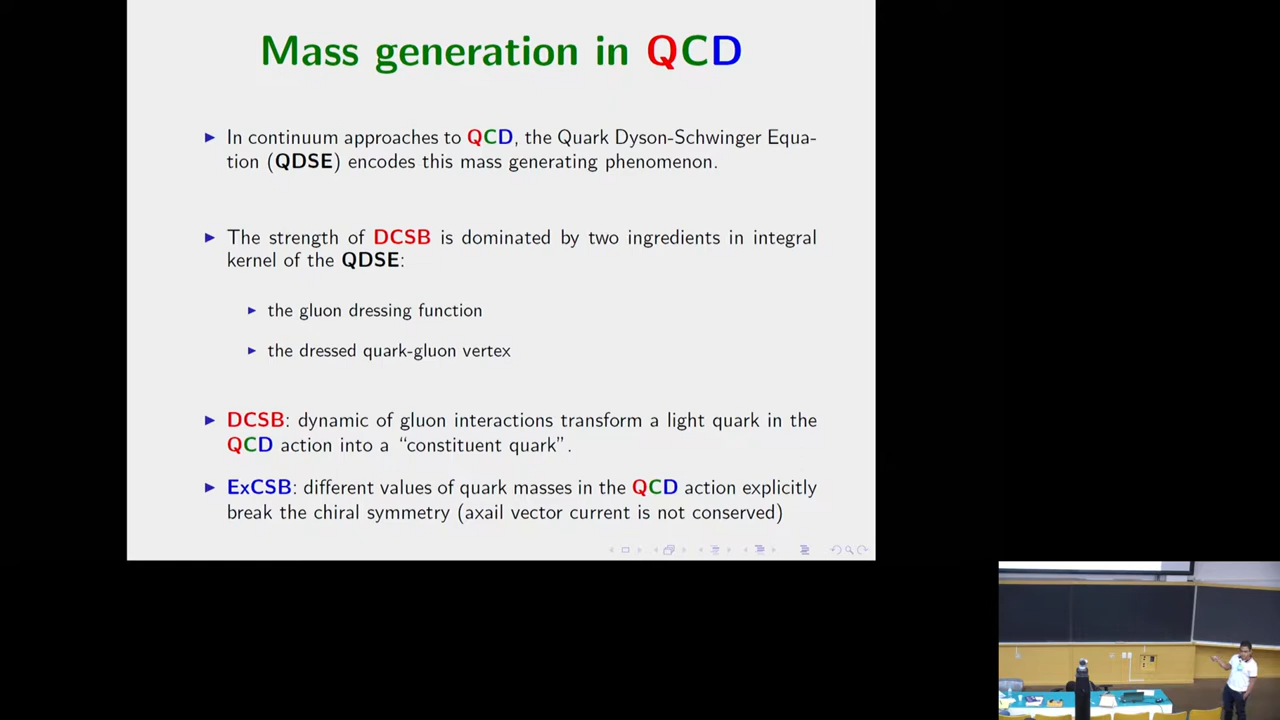 Mass generation in QCD
In continuum approaches to QCD, the Quark Dyson-Schwinger Equa-
tion (QDSE) encodes this mass generating phenomenon.
The strength of DCSB is dominated by two ingredients in integral
kernel of the QDSE:
the gluon dressing function
the dressed quark-gluon vertex
DCSB: dynamic of gluon interactions transform a light quark in the
QCD action into a “constituent quark”.
ExCSB: different values of quark masses in the QCD action explicitly
break the chiral symmetry (axail vector current is not conserved)